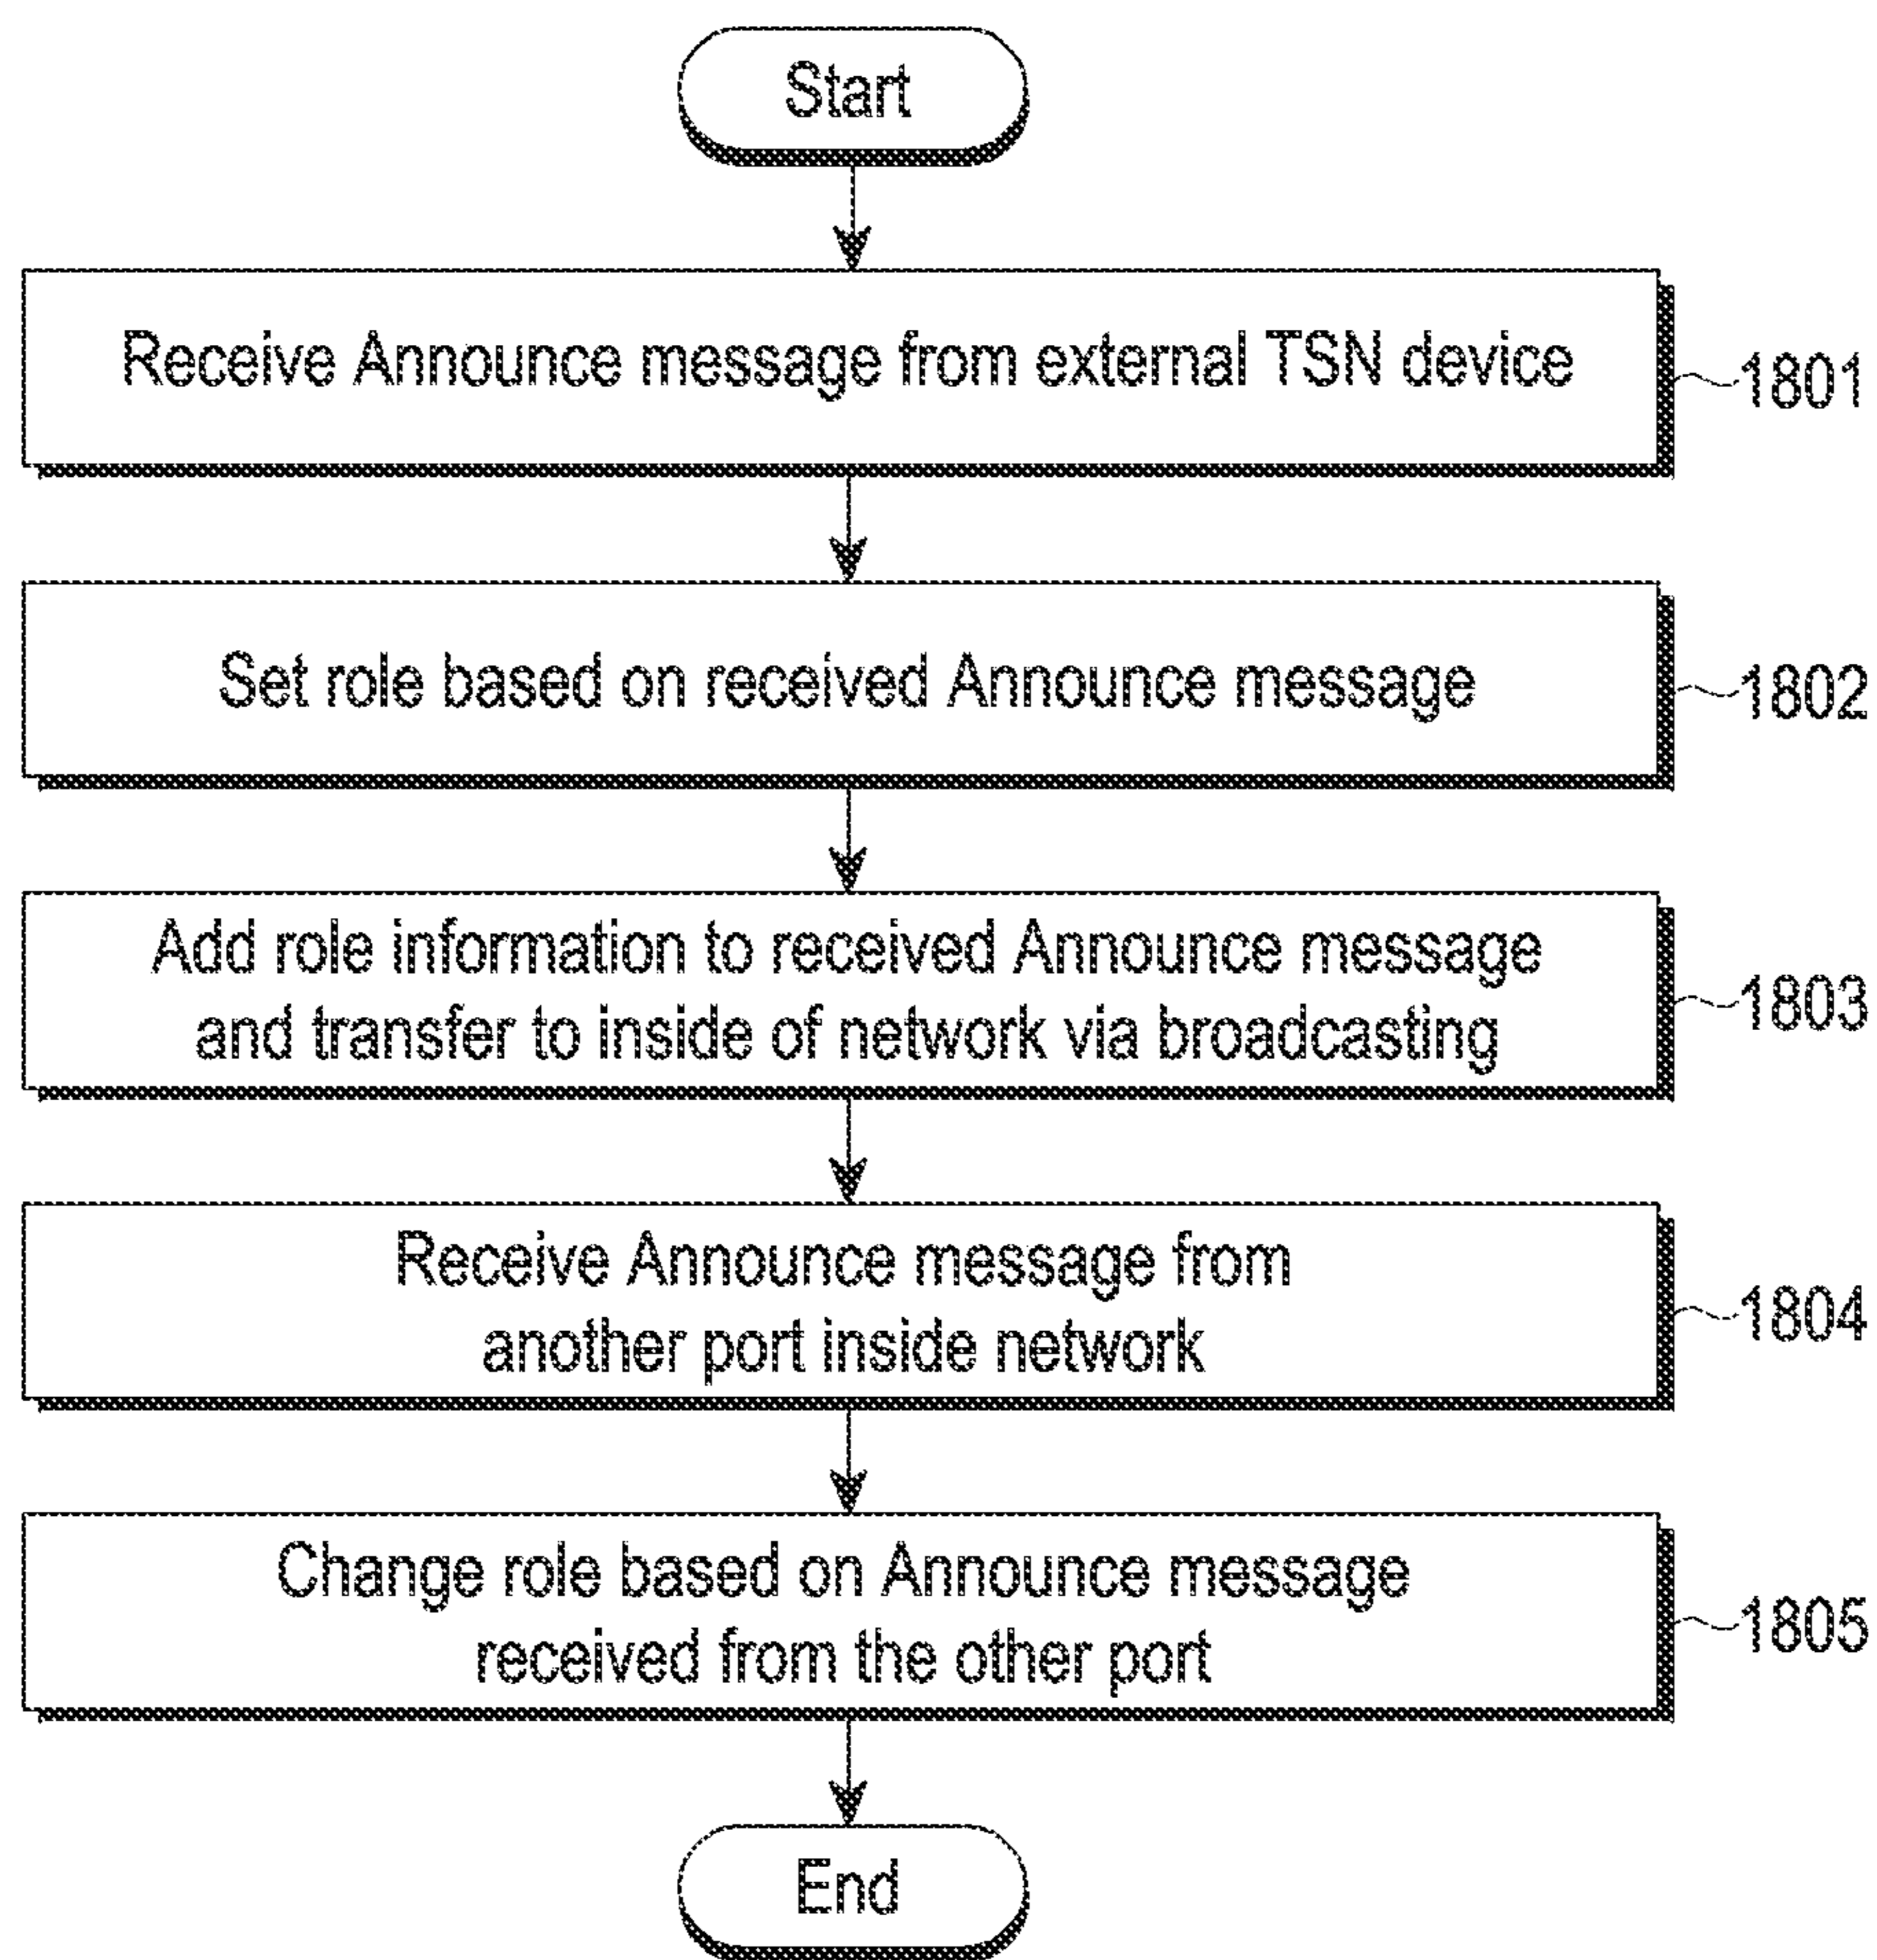 Start
Receive Announce message from external TSN device
1801
Set role based on received Announce message
1802
Add role information to received Announce message
and transfer to inside of network via broadcasting
1803
Receive Announce message from
another port inside network
1804
Change role based on Announce message
received from the other port
1805
End